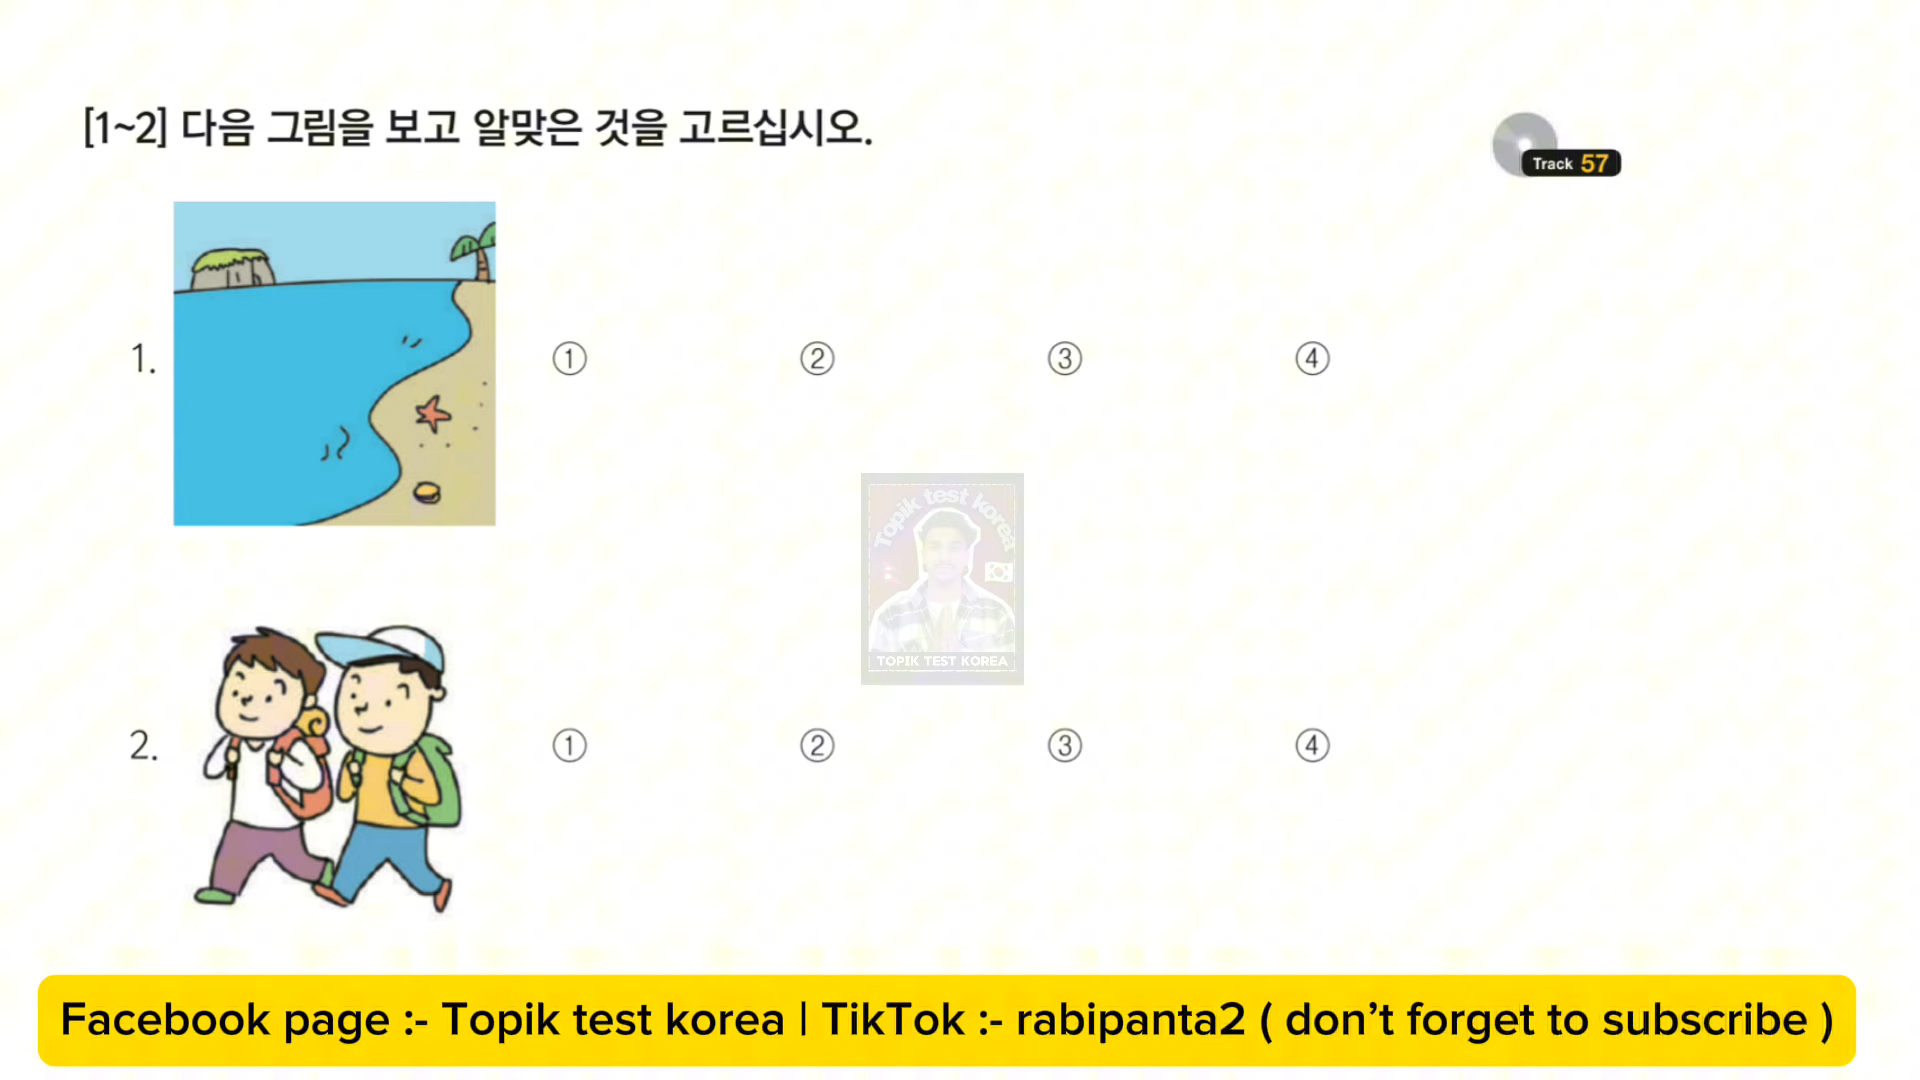 [1~2] 다음 그림을 보고 알맞은 것을 고르십시오.
Track 57
1.
① ② ③ ④
Topik test korea
TOPIK TEST KOREA
2.
① ② ③ ④
Facebook page :- Topik test korea | TikTok :- rabipanta2 ( don’t forget to subscribe )